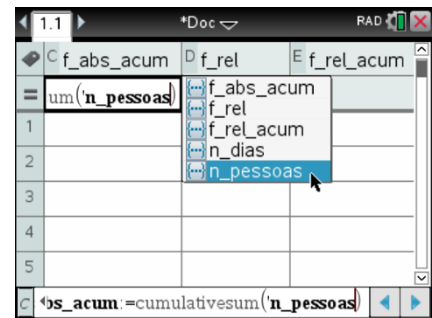 1.1 *Doc RAD
C f_abs_acum D f_rel E f_rel_acum
= um('n_pessoas)
f_abs_acum
f_rel
f_rel_acum
n_dias
n_pessoas
1
2
3
4
5
C bs_acum:=cumulativesum('n_pessoas)